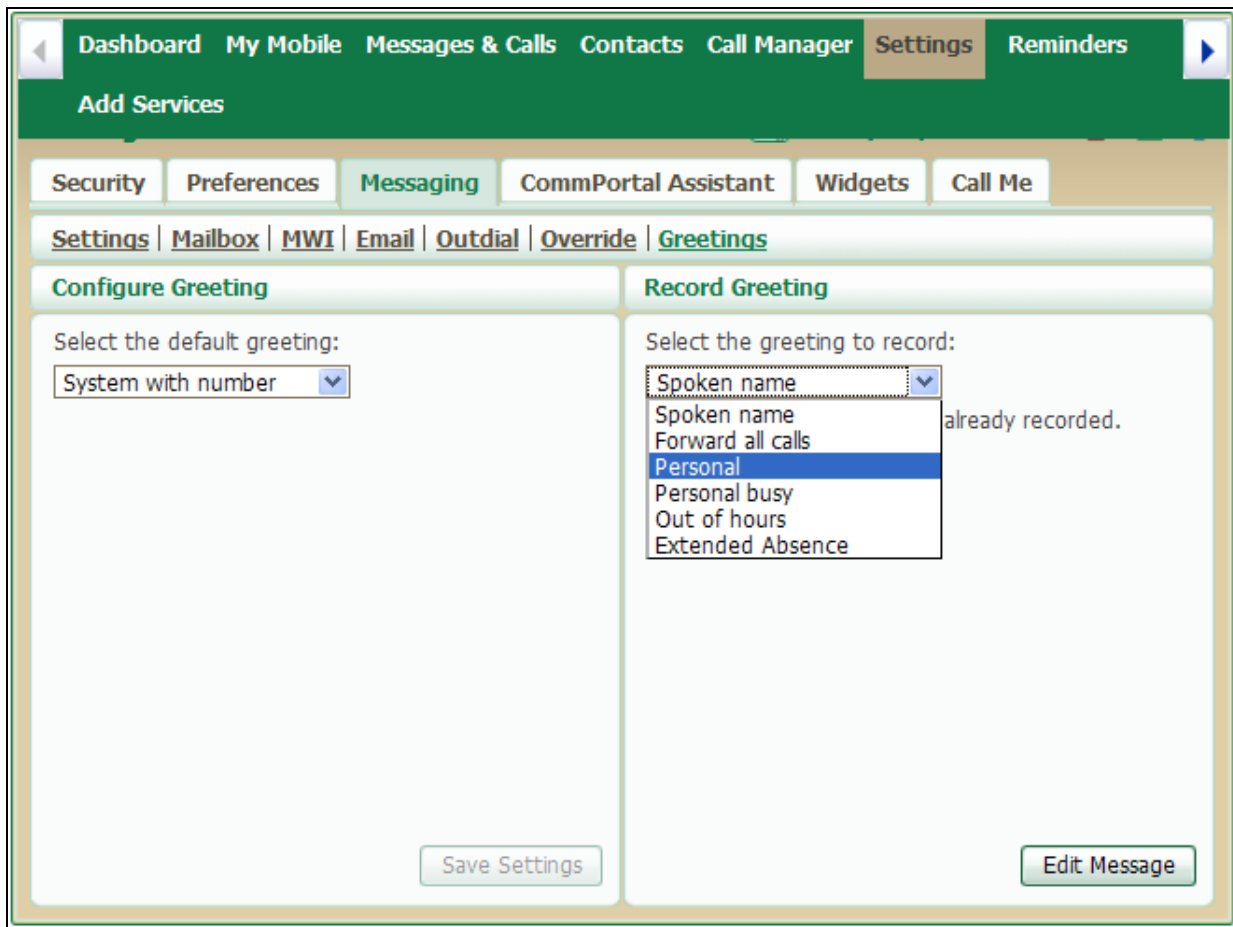 Dashboard My Mobile Messages & Calls Contacts Call Manager Settings Reminders
Add Services
Security Preferences Messaging CommPortal Assistant Widgets Call Me
Settings | Mailbox | MWI | Email | Outdial | Override | Greetings
Configure Greeting
Select the default greeting:
System with number
Save Settings
Record Greeting
Select the greeting to record:
Spoken name
Spoken name
already recorded.
Forward all calls
Personal
Personal busy
Out of hours
Extended Absence
Edit Message